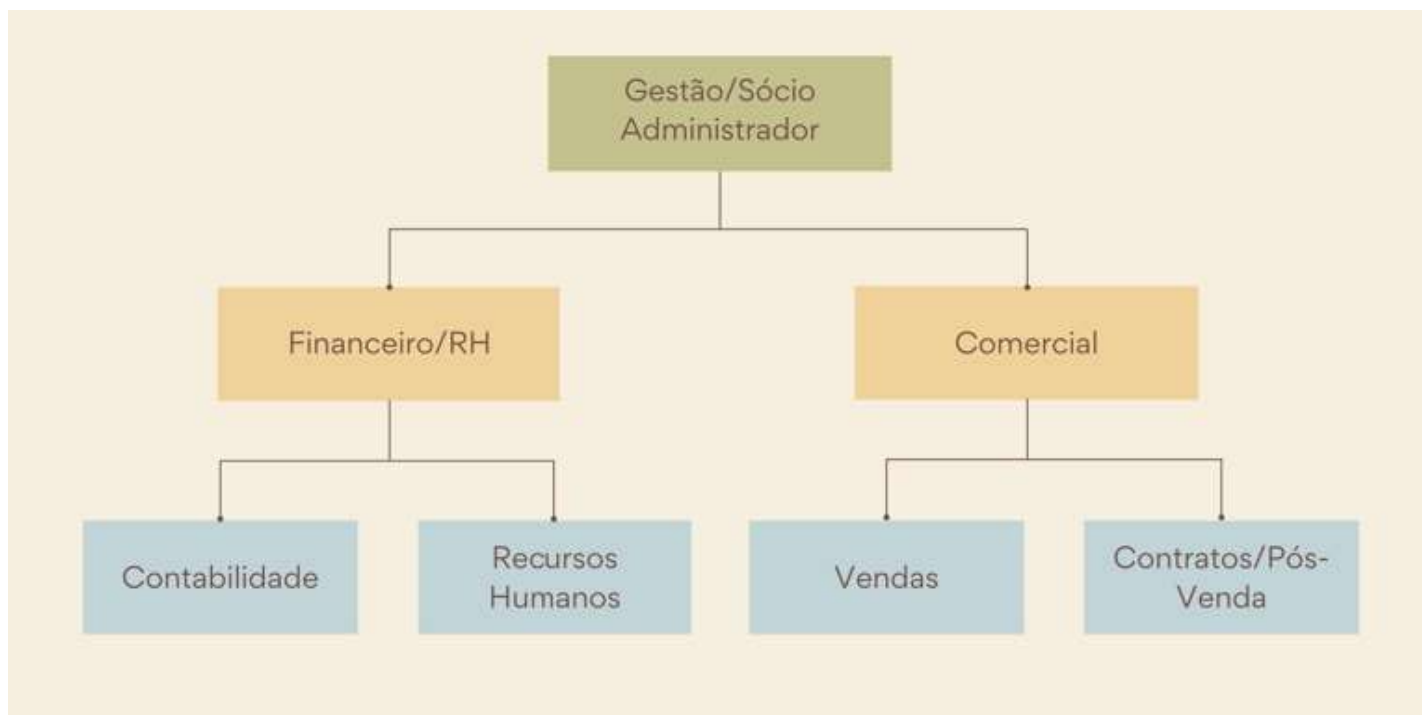 Gestão/Sócio
Administrador
Financeiro/RH
Comercial
Contabilidade
Recursos
Humanos
Vendas
Contratos/Pós-
Venda